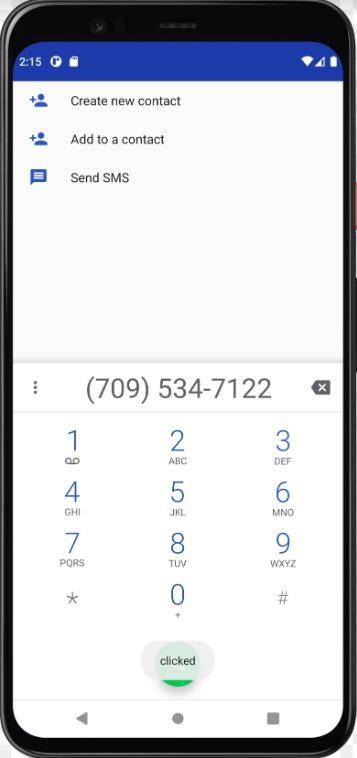 2:15
Create new contact
Add to a contact
Send SMS
(709) 534-7122
1 2 3
ABC DEF
4 5 6
GHI JKL MNO
7 8 9
PQRS TUV WXYZ
* 0 #
+
clicked